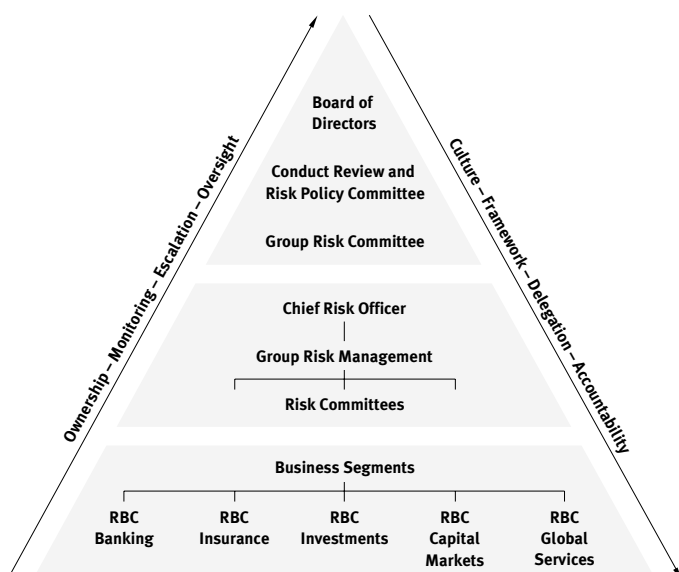 Board of
Directors
Conduct Review and
Risk Policy Committee
Group Risk Committee
Ownership – Monitoring – Escalation – Oversight
Culture – Framework – Delegation – Accountability
Chief Risk Officer
Group Risk Management
Risk Committees
Business Segments
RBC
Banking
RBC
Insurance
RBC
Investments
RBC
Capital
Markets
RBC
Global
Services